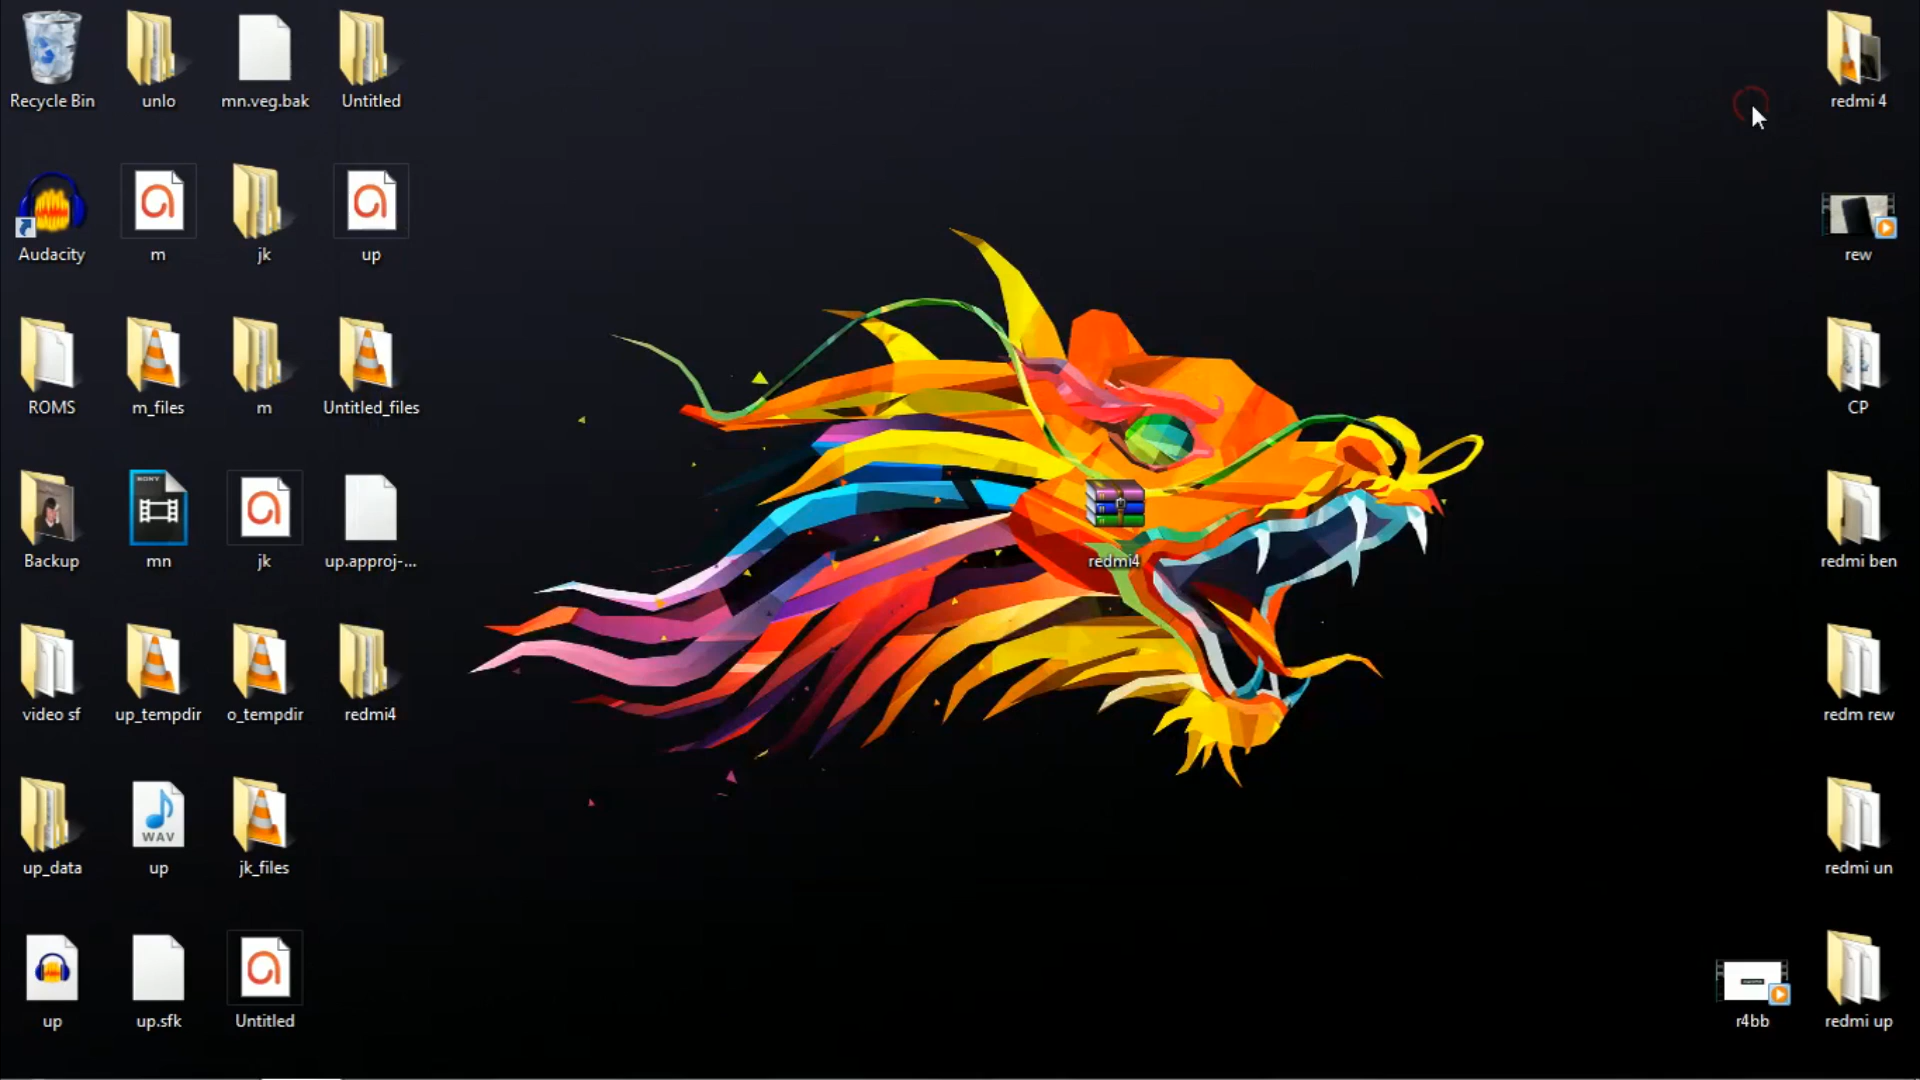 Recycle Bin
unlo
mn.veg.bak
Untitled
redmi 4
Audacity
m
jk
up
rew
ROMS
m_files
m
Untitled_files
CP
SONY
Backup
mn
jk
up.approj-...
redmi4
redmi ben
video sf
up_tempdir
o_tempdir
redmi4
redm rew
WAV
up_data
up
jk_files
redmi un
up
up.sfk
Untitled
r4bb
redmi up